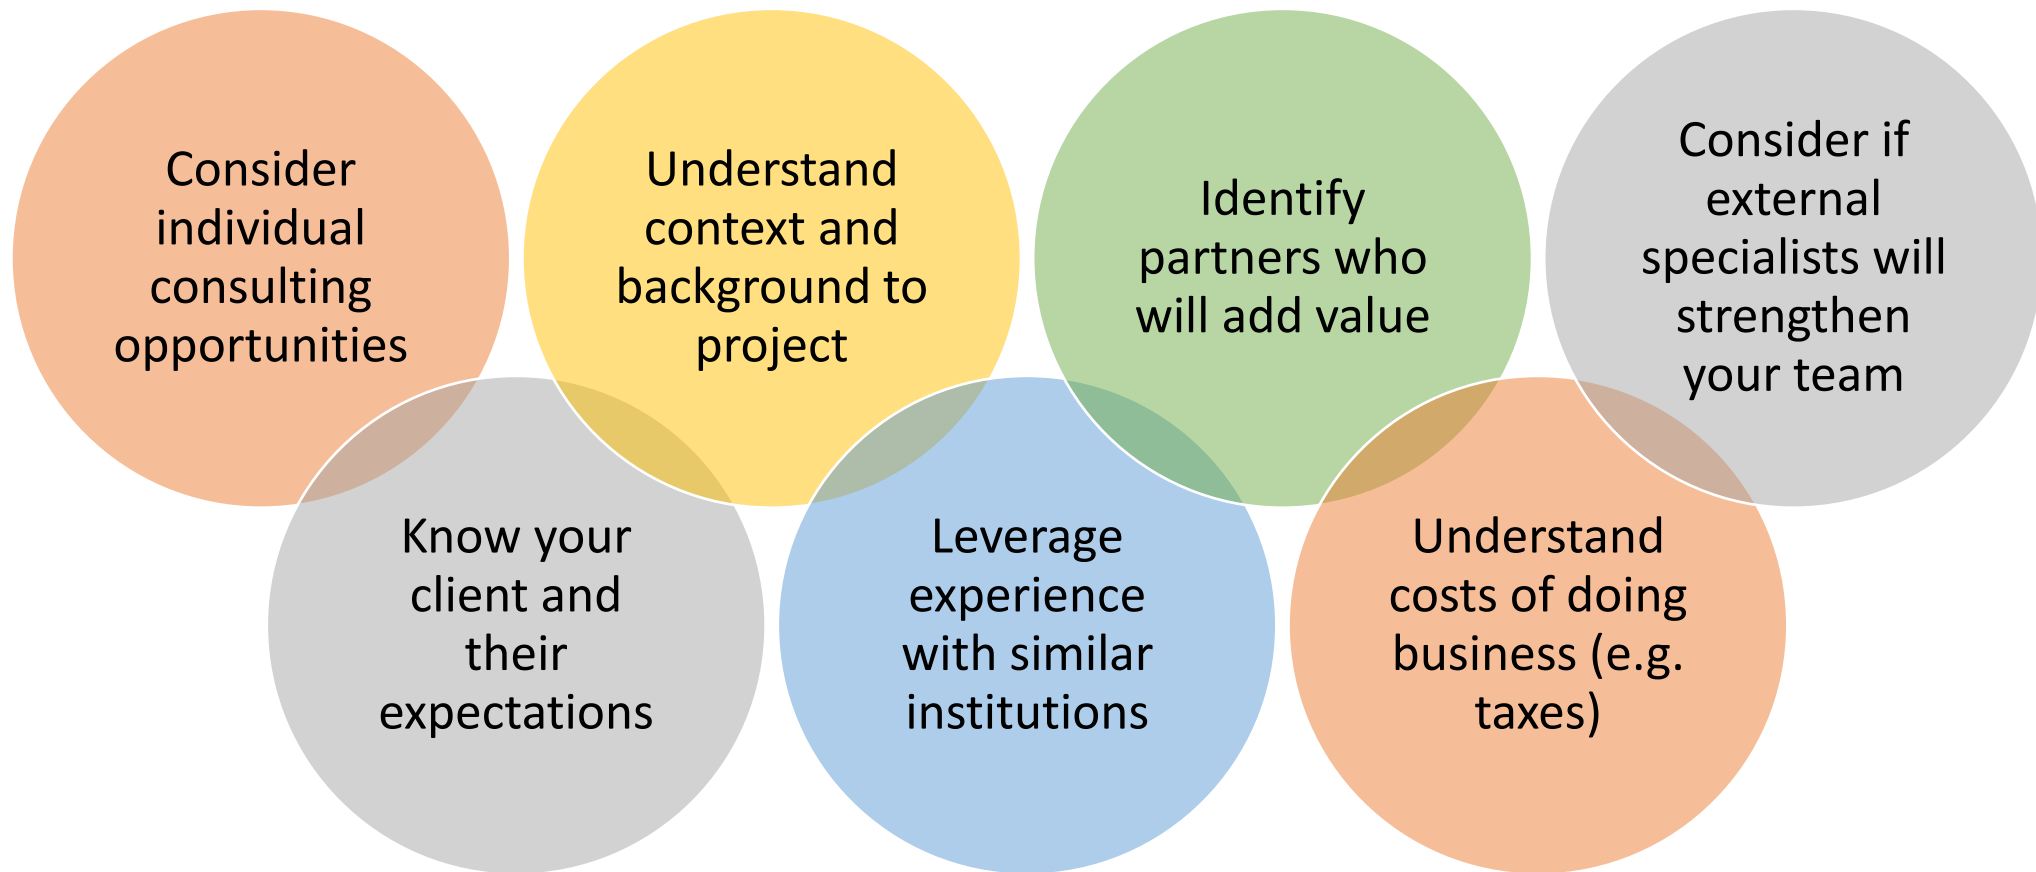 Consider
individual
consulting
opportunities
Know your
client and
their
expectations
Understand
context and
background to
project
Leverage
experience
with similar
institutions
Identify
partners who
will add value
Understand
costs of doing
business (e.g.
taxes)
Consider if
external
specialists will
strengthen
your team